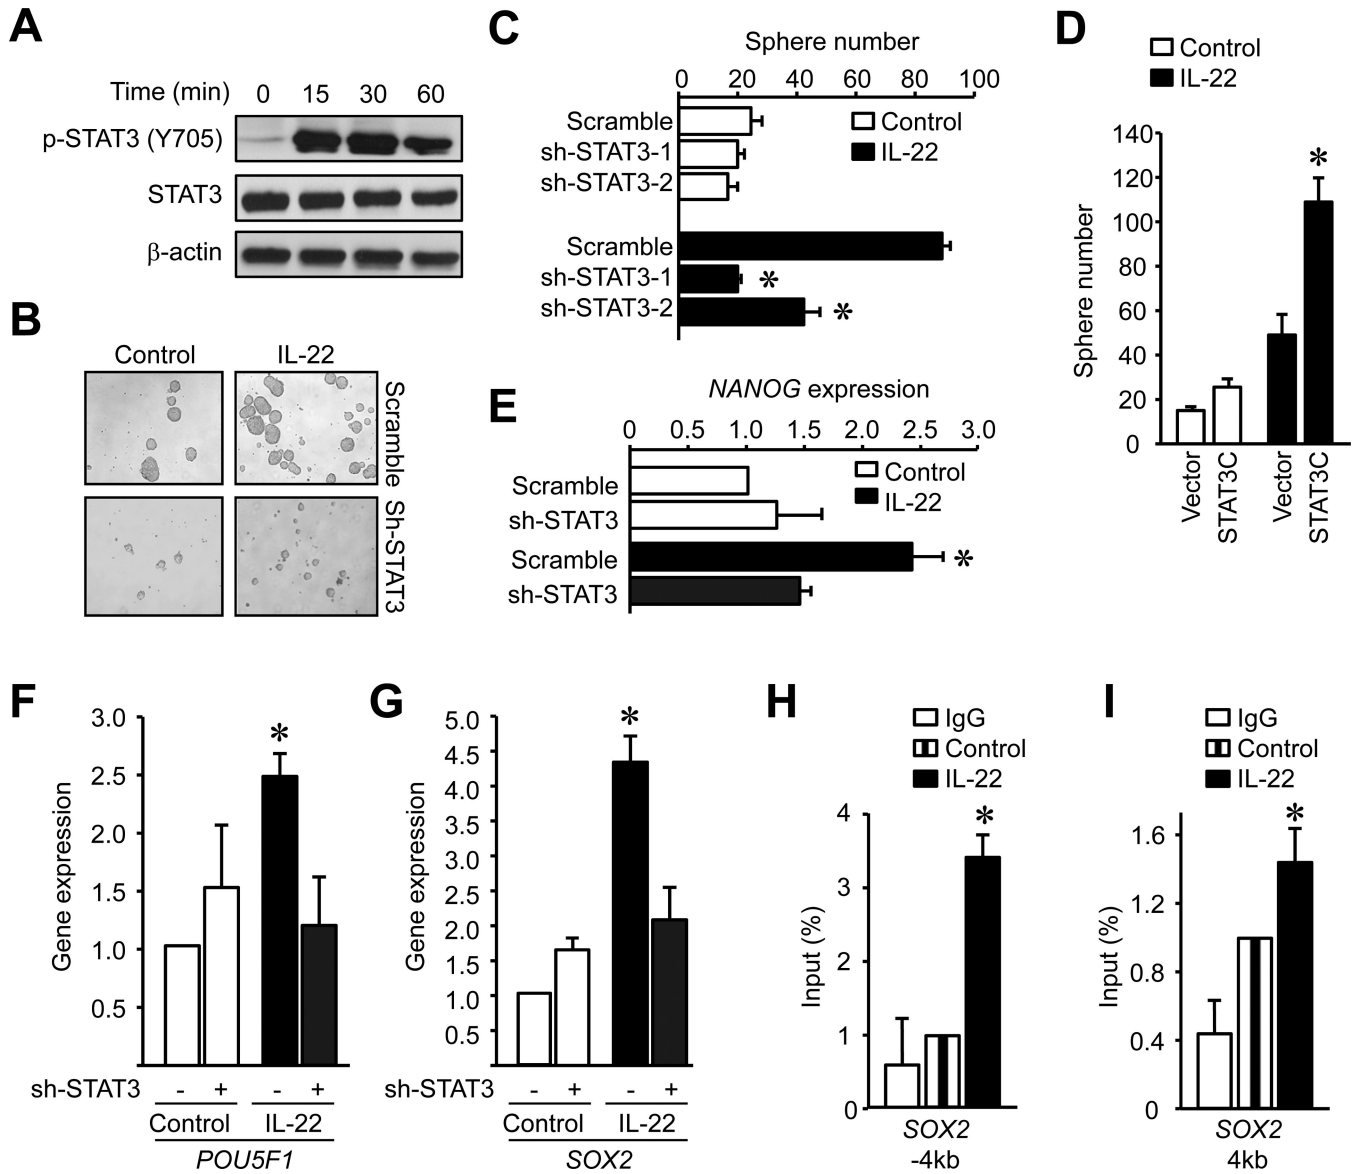 A
Time (min) 0 15 30 60
p-STAT3 (Y705)
STAT3
β-actin
B
Control IL-22
Scramble
Sh-STAT3
C
Sphere number
0 20 40 60 80 100
Scramble
sh-STAT3-1
sh-STAT3-2
Control
IL-22
Scramble
sh-STAT3-1 *
sh-STAT3-2 *
D
Control
IL-22
Sphere number
140
120
100
80
60
40
20
0
*
Vector
STAT3C
Vector
STAT3C
E
NANOG expression
0 0.5 1.0 1.5 2.0 2.5 3.0
Control
IL-22
Scramble
sh-STAT3
Scramble *
sh-STAT3
F
Gene expression
3.0
2.5
2.0
1.5
1.0
0.5
*
sh-STAT3 - + - +
Control IL-22
POU5F1
G
Gene expression
5.0
4.5
4.0
3.5
3.0
2.5
2.0
1.5
1.0
0.5
*
sh-STAT3 - + - +
Control IL-22
SOX2
H
IgG
Control
IL-22
Input (%)
4
3
2
1
0
*
SOX2
-4kb
I
IgG
Control
IL-22
Input (%)
1.6
1.2
0.8
0.4
0
*
SOX2
4kb